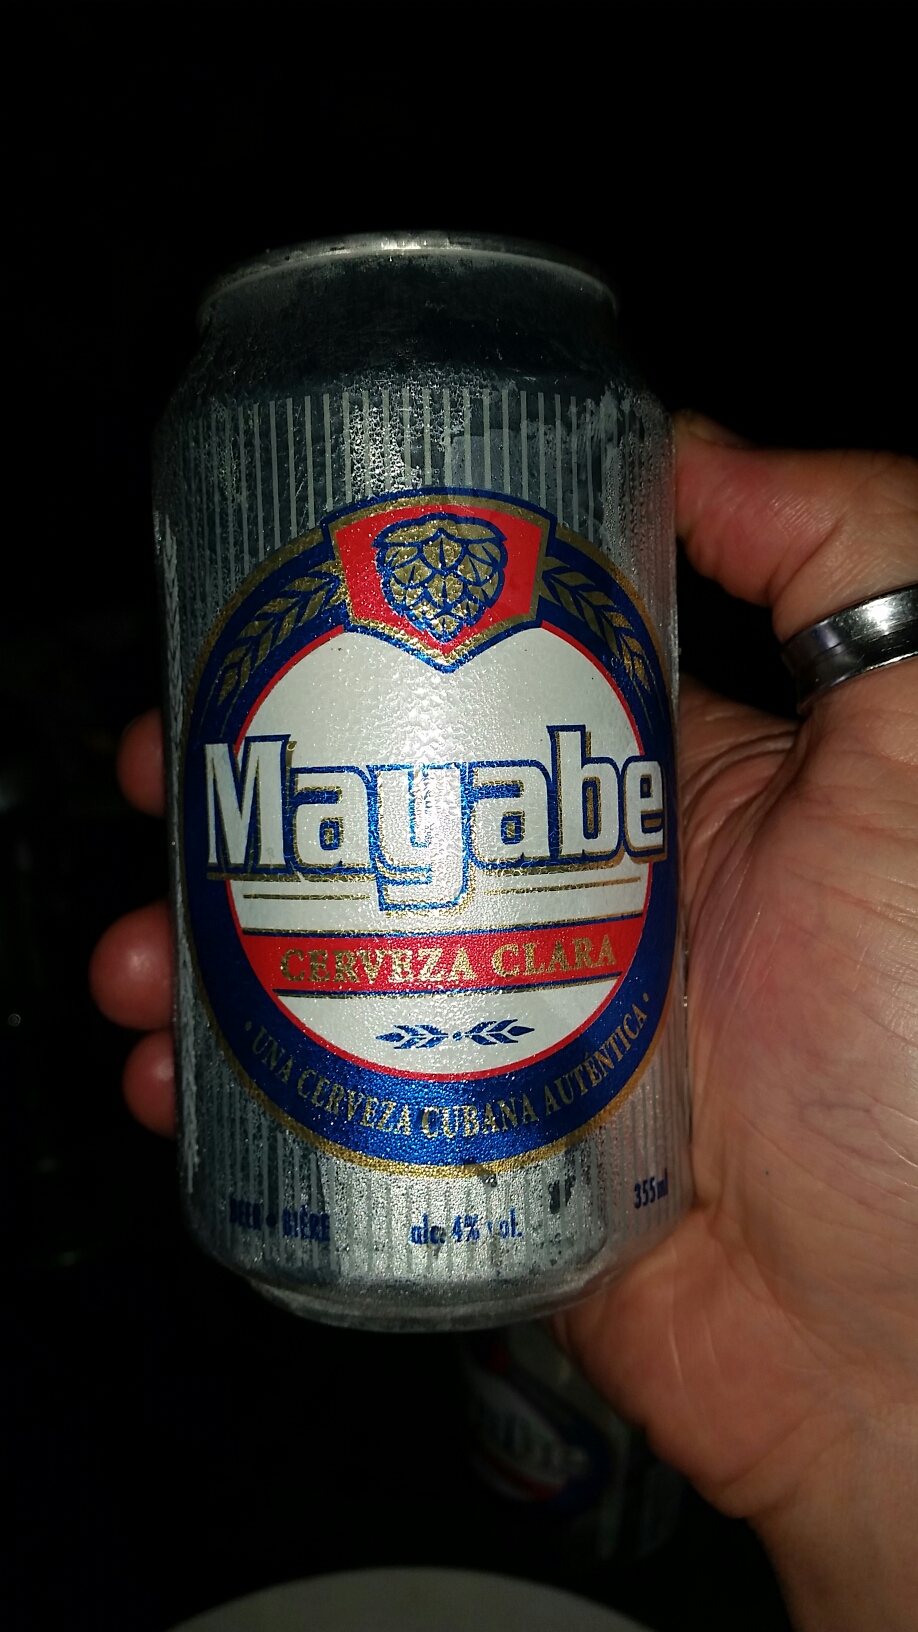 Mayabe
CERVEZA CLARA
· UNA CERVEZA CUBANA AUTÉNTICA ·
BEER • BIÈRE
alc. 4% vol.
355ml